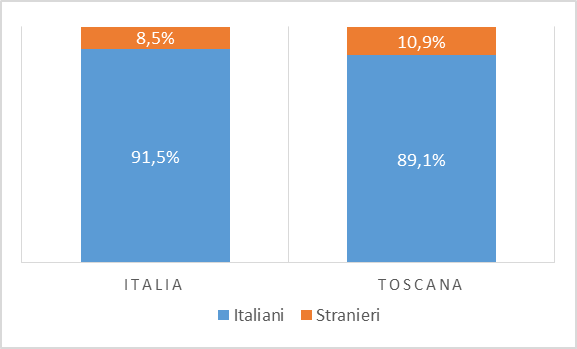 8,5%
10,9%
91,5%
89,1%
ITALIA
TOSCANA
Italiani
Stranieri